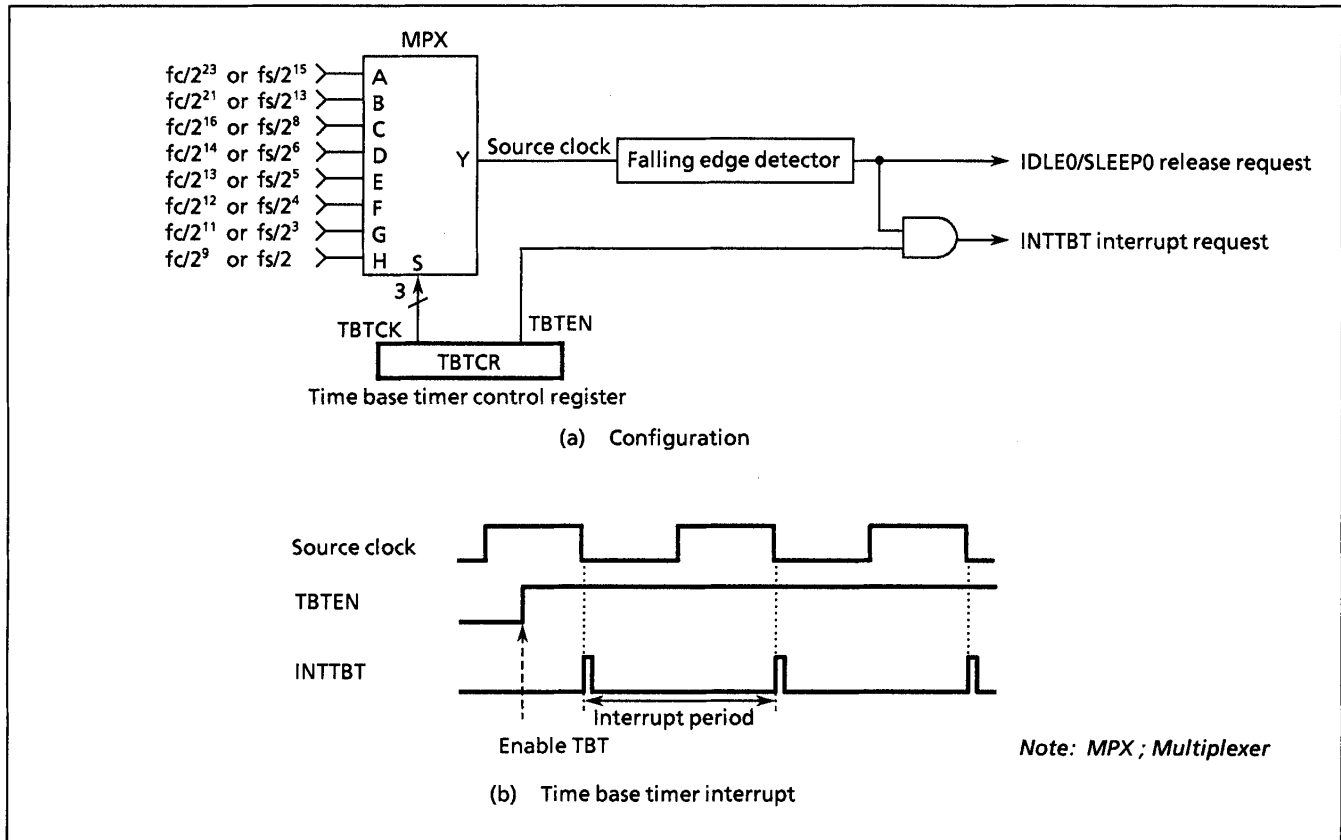 MPX
fc/2²³ or fs/2¹⁵ A
fc/2²¹ or fs/2¹³ B
fc/2¹⁶ or fs/2⁸ C
fc/2¹⁴ or fs/2⁶ D
fc/2¹³ or fs/2⁵ E
fc/2¹² or fs/2⁴ F
fc/2¹¹ or fs/2³ G
fc/2⁹ or fs/2 H
S
Y
Source clock
Falling edge detector
IDLE0/SLEEP0 release request
INTTBT interrupt request
3
TBTCK
TBTEN
TBTCR
Time base timer control register
(a) Configuration
Source clock
TBTEN
INTTBT
Interrupt period
Enable TBT
Note: MPX ; Multiplexer
(b) Time base timer interrupt